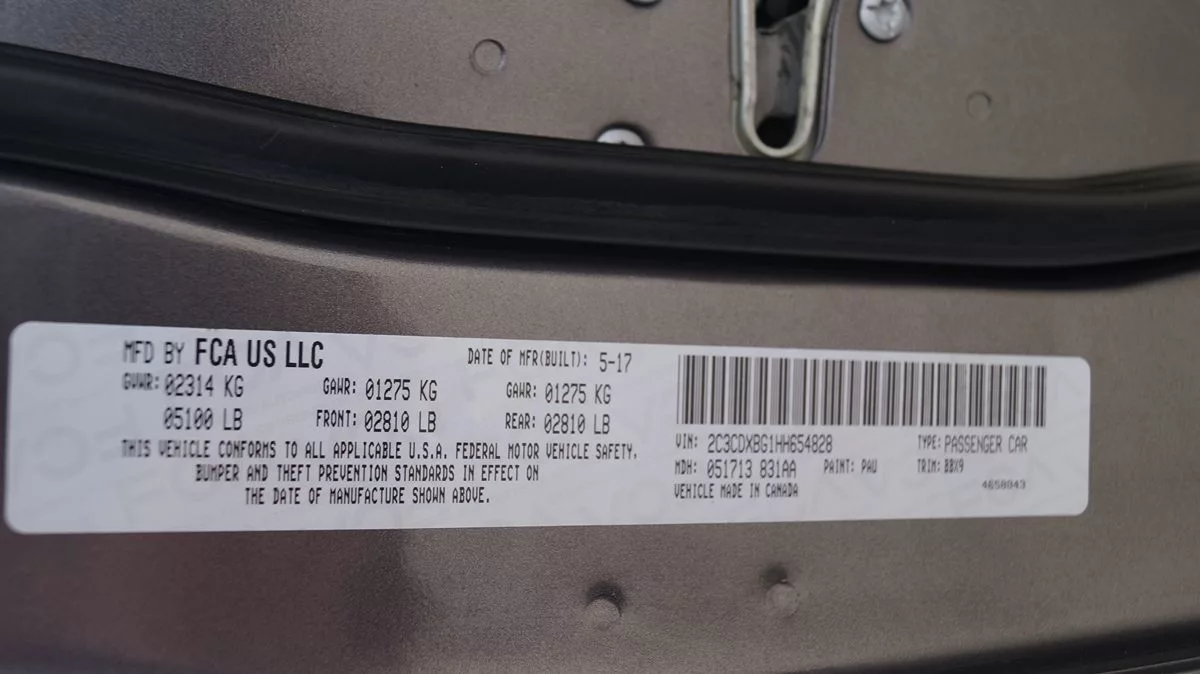 MFD BY FCA US LLC DATE OF MFR(BUILT): 5-17
GVWR: 02314 KG GAWR: 01275 KG GAWR: 01275 KG
05100 LB FRONT: 02810 LB REAR: 02810 LB
THIS VEHICLE CONFORMS TO ALL APPLICABLE U.S.A. FEDERAL MOTOR VEHICLE SAFETY,
BUMPER AND THEFT PREVENTION STANDARDS IN EFFECT ON
THE DATE OF MANUFACTURE SHOWN ABOVE.
VIN: 2C3CDXBG1HH654828 TYPE: PASSENGER CAR
MDH: 051713 831AA PAINT: PAU TRIM: BBX9
VEHICLE MADE IN CANADA